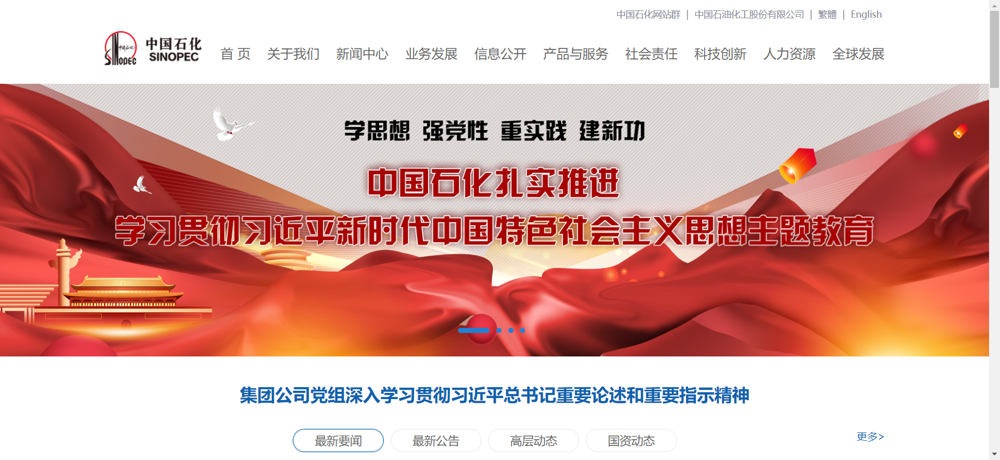 中国石化网站群 | 中国石油化工股份有限公司 | 繁體 | English
中国石化
SINOPEC
中国石化
SINOPEC
首 页 关于我们 新闻中心 业务发展 信息公开 产品与服务 社会责任 科技创新 人力资源 全球发展
学思想 强党性 重实践 建新功
中国石化扎实推进
学习贯彻习近平新时代中国特色社会主义思想主题教育
集团公司党组深入学习贯彻习近平总书记重要论述和重要指示精神
最新要闻 最新公告 高层动态 国资动态 更多>